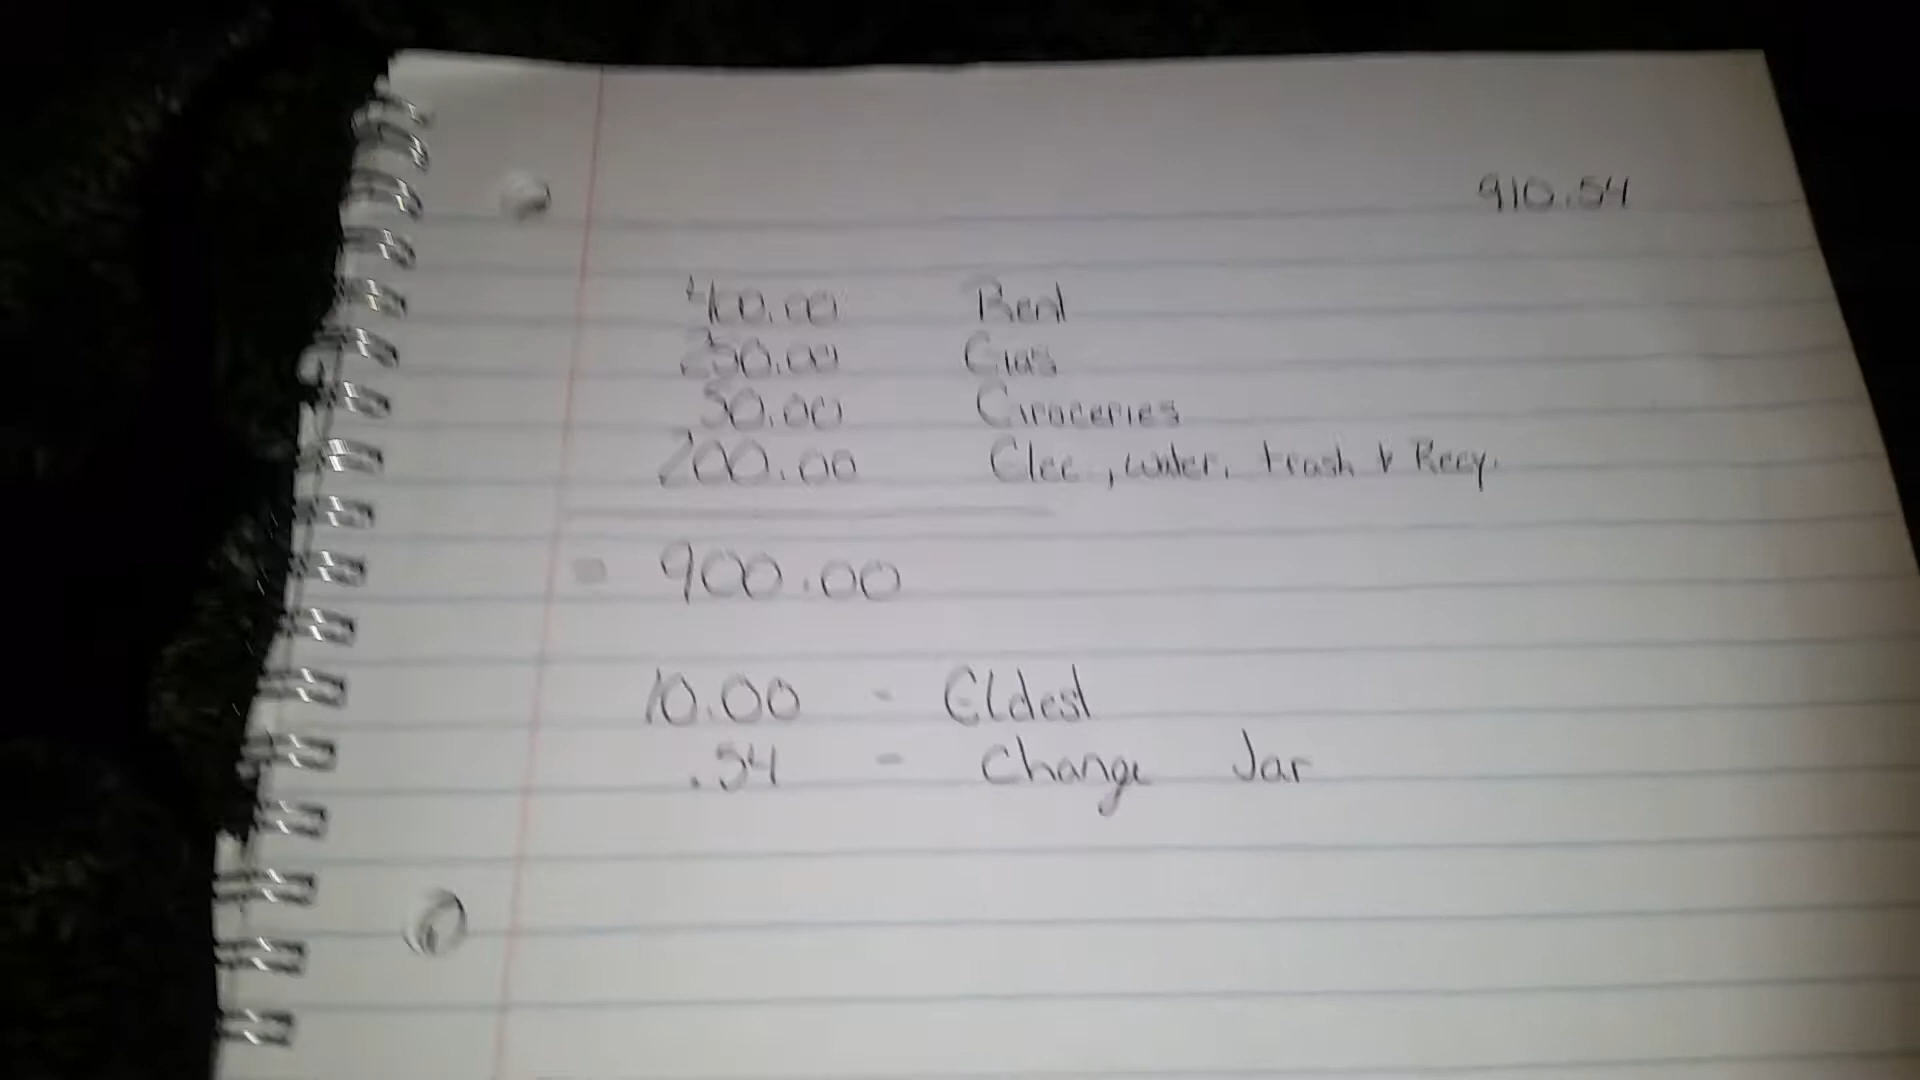 910.54
400.00 Rent
250.00 Gas
50.00 Groceries
200.00 Elec, water, trash & Recy.
= 900.00
10.00 - Eldest
.54 - Change Jar